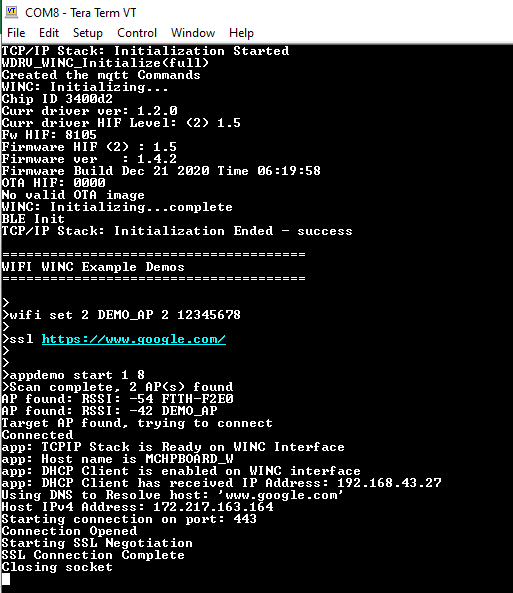 COM8 - Tera Term VT
File Edit Setup Control Window Help
TCP/IP Stack: Initialization Started
WDRU_WINC_Initialize(full)
Created the mqtt Commands
WINC: Initializing...
Chip ID 3400d2
Curr driver ver: 1.2.0
Curr driver HIF Level: (2) 1.5
Fw HIF: 8105
Firmware HIF (2) : 1.5
Firmware ver   : 1.4.2
Firmware Build Dec 21 2020 Time 06:19:58
OTA HIF: 0000
No valid OTA image
WINC: Initializing...complete
BLE Init
TCP/IP Stack: Initialization Ended - success
======================================
WIFI WINC Example Demos
======================================
>
>wifi set 2 DEMO_AP 2 12345678
>
>ssl https://www.google.com/
>
>
>appdemo start 1 8
>Scan complete, 2 AP(s) found
AP found: RSSI: -54 FTTH-F2E0
AP found: RSSI: -42 DEMO_AP
Target AP found, trying to connect
Connected
app: TCPIP Stack is Ready on WINC Interface
app: Host name is MCHPBOARD_W
app: DHCP Client is enabled on WINC interface
app: DHCP Client has received IP Address: 192.168.43.27
Using DNS to Resolve host: 'www.google.com'
Host IPv4 Address: 172.217.163.164
Starting connection on port: 443
Connection Opened
Starting SSL Negotiation
SSL Connection Complete
Closing socket